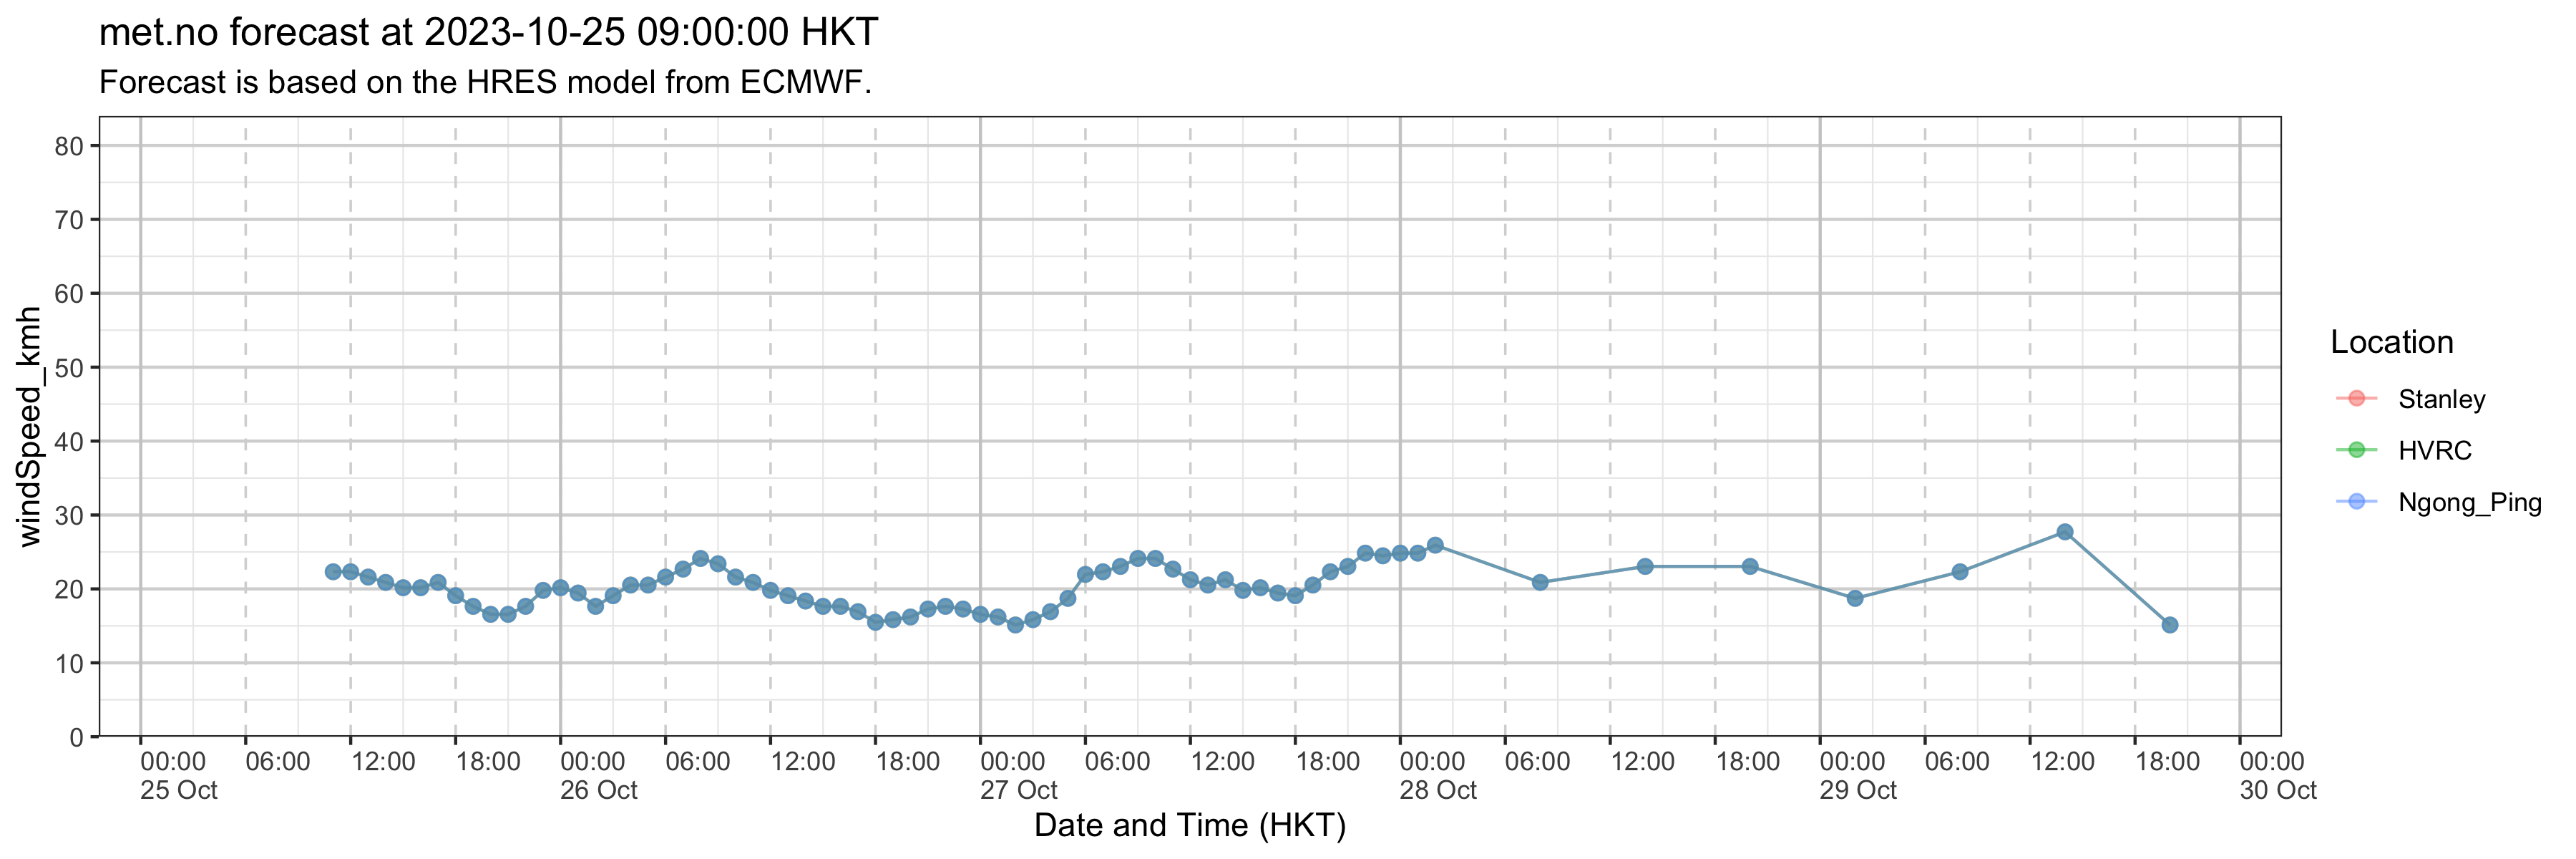 met.no forecast at 2023-10-25 09:00:00 HKT
Forecast is based on the HRES model from ECMWF.
windSpeed_kmh
80
70
60
50
40
30
20
10
0
00:00 06:00 12:00 18:00 00:00 06:00 12:00 18:00 00:00 06:00 12:00 18:00 00:00 06:00 12:00 18:00 00:00 06:00 12:00 18:00 00:00
25 Oct 26 Oct 27 Oct 28 Oct 29 Oct 30 Oct
Date and Time (HKT)
Location
Stanley
HVRC
Ngong_Ping